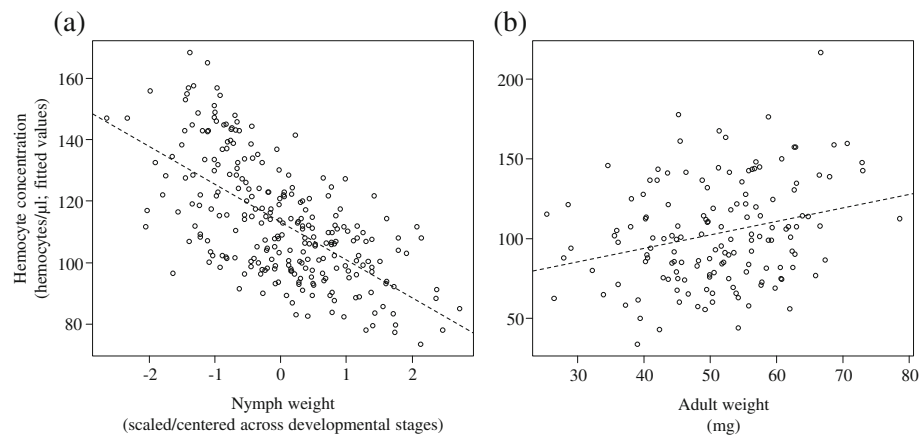 (a)
(b)
Hemocyte concentration
(hemocytes/μl: fitted values)
160
140
120
100
80
200
150
100
50
-2
-1
0
1
2
30
40
50
60
70
80
Nymph weight
(scaled/centered across developmental stages)
Adult weight
(mg)